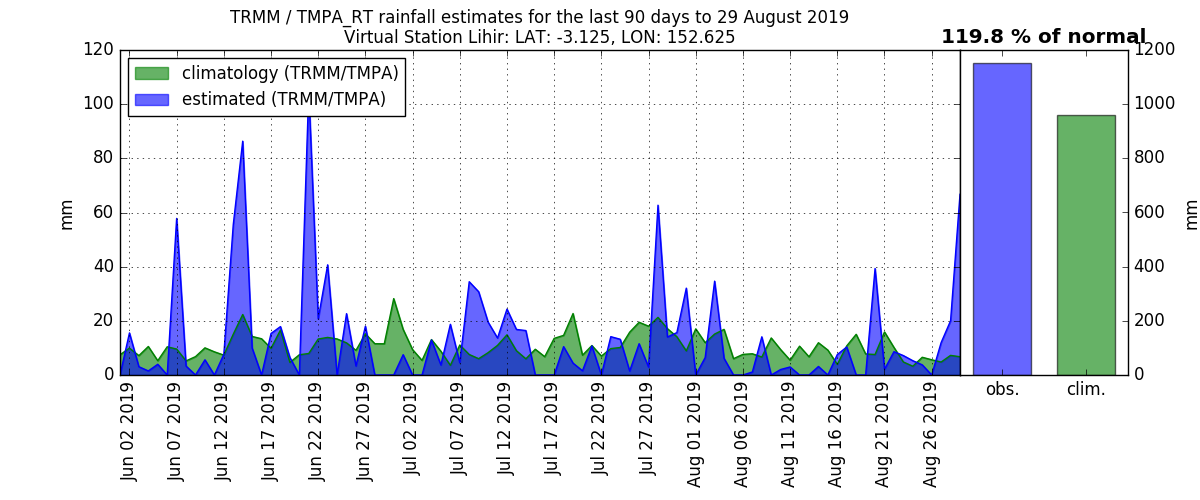 TRMM / TMPA_RT rainfall estimates for the last 90 days to 29 August 2019
Virtual Station Lihir: LAT: -3.125, LON: 152.625
119.8 % of normal
climatology (TRMM/TMPA)
estimated (TRMM/TMPA)
mm
120
100
80
60
40
20
0
Jun 02 2019
Jun 07 2019
Jun 12 2019
Jun 17 2019
Jun 22 2019
Jun 27 2019
Jul 02 2019
Jul 07 2019
Jul 12 2019
Jul 17 2019
Jul 22 2019
Jul 27 2019
Aug 01 2019
Aug 06 2019
Aug 11 2019
Aug 16 2019
Aug 21 2019
Aug 26 2019
obs.
clim.
1200
1000
800
600
400
200
0
mm